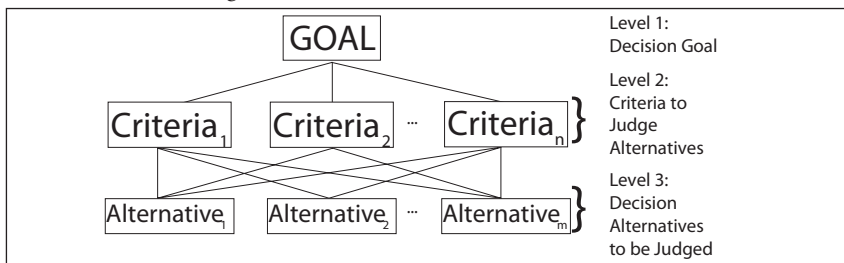 GOAL
Level 1:
Decision Goal
Criteria1 Criteria2 ... Criterian
Level 2:
Criteria to
Judge
Alternatives
Alternative1 Alternative2 ... Alternativem
Level 3:
Decision
Alternatives
to be Judged